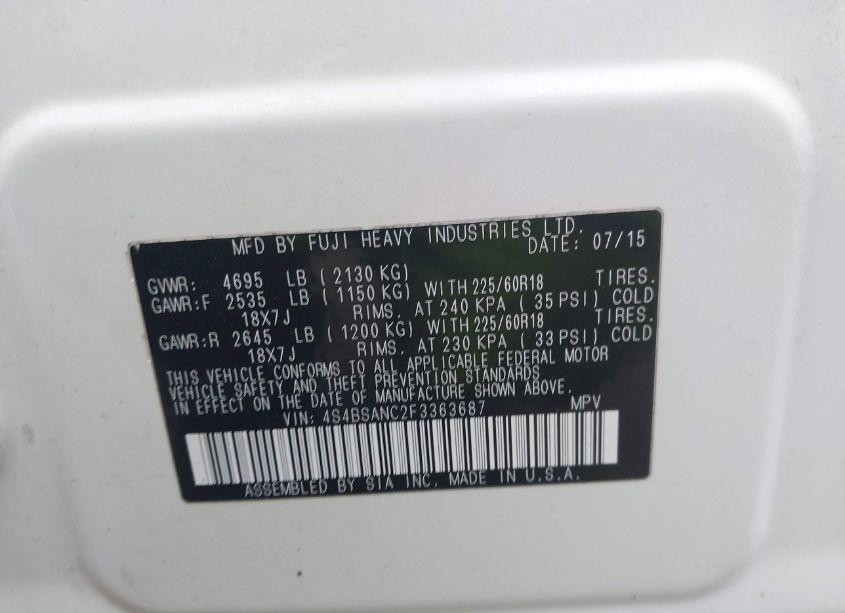 MFD BY FUJI HEAVY INDUSTRIES LTD.
DATE: 07/15
GVWR: 4695 LB ( 2130 KG)
GAWR:F 2535 LB ( 1150 KG) WITH 225/60R18 TIRES.
18X7J RIMS, AT 240 KPA ( 35 PSI) COLD
GAWR:R 2645 LB ( 1200 KG) WITH 225/60R18 TIRES.
18X7J RIMS, AT 230 KPA ( 33 PSI) COLD
THIS VEHICLE CONFORMS TO ALL APPLICABLE FEDERAL MOTOR
VEHICLE SAFETY AND THEFT PREVENTION STANDARDS
IN EFFECT ON THE DATE OF MANUFACTURE SHOWN ABOVE.
VIN: 4S4BSANC2F3363687 MPV
ASSEMBLED BY SIA INC, MADE IN U.S.A.